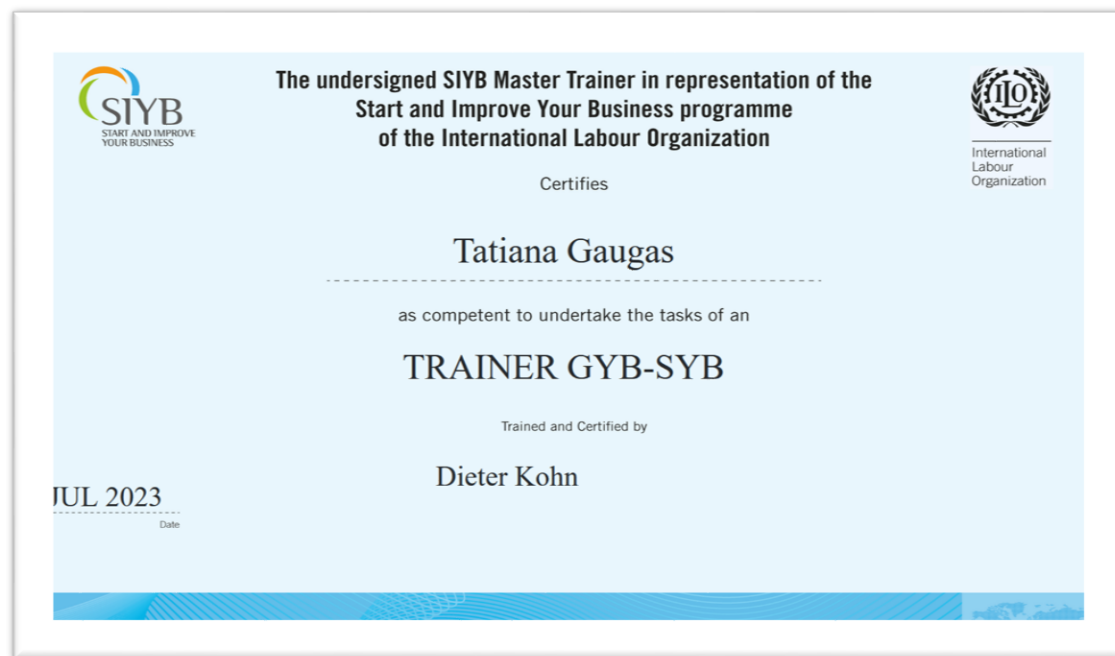 SIYB
START AND IMPROVE
YOUR BUSINESS
The undersigned SIYB Master Trainer in representation of the
Start and Improve Your Business programme
of the International Labour Organization
ILO
International
Labour
Organization
Certifies
Tatiana Gaugas
as competent to undertake the tasks of an
TRAINER GYB-SYB
Trained and Certified by
Dieter Kohn
JUL 2023
Date